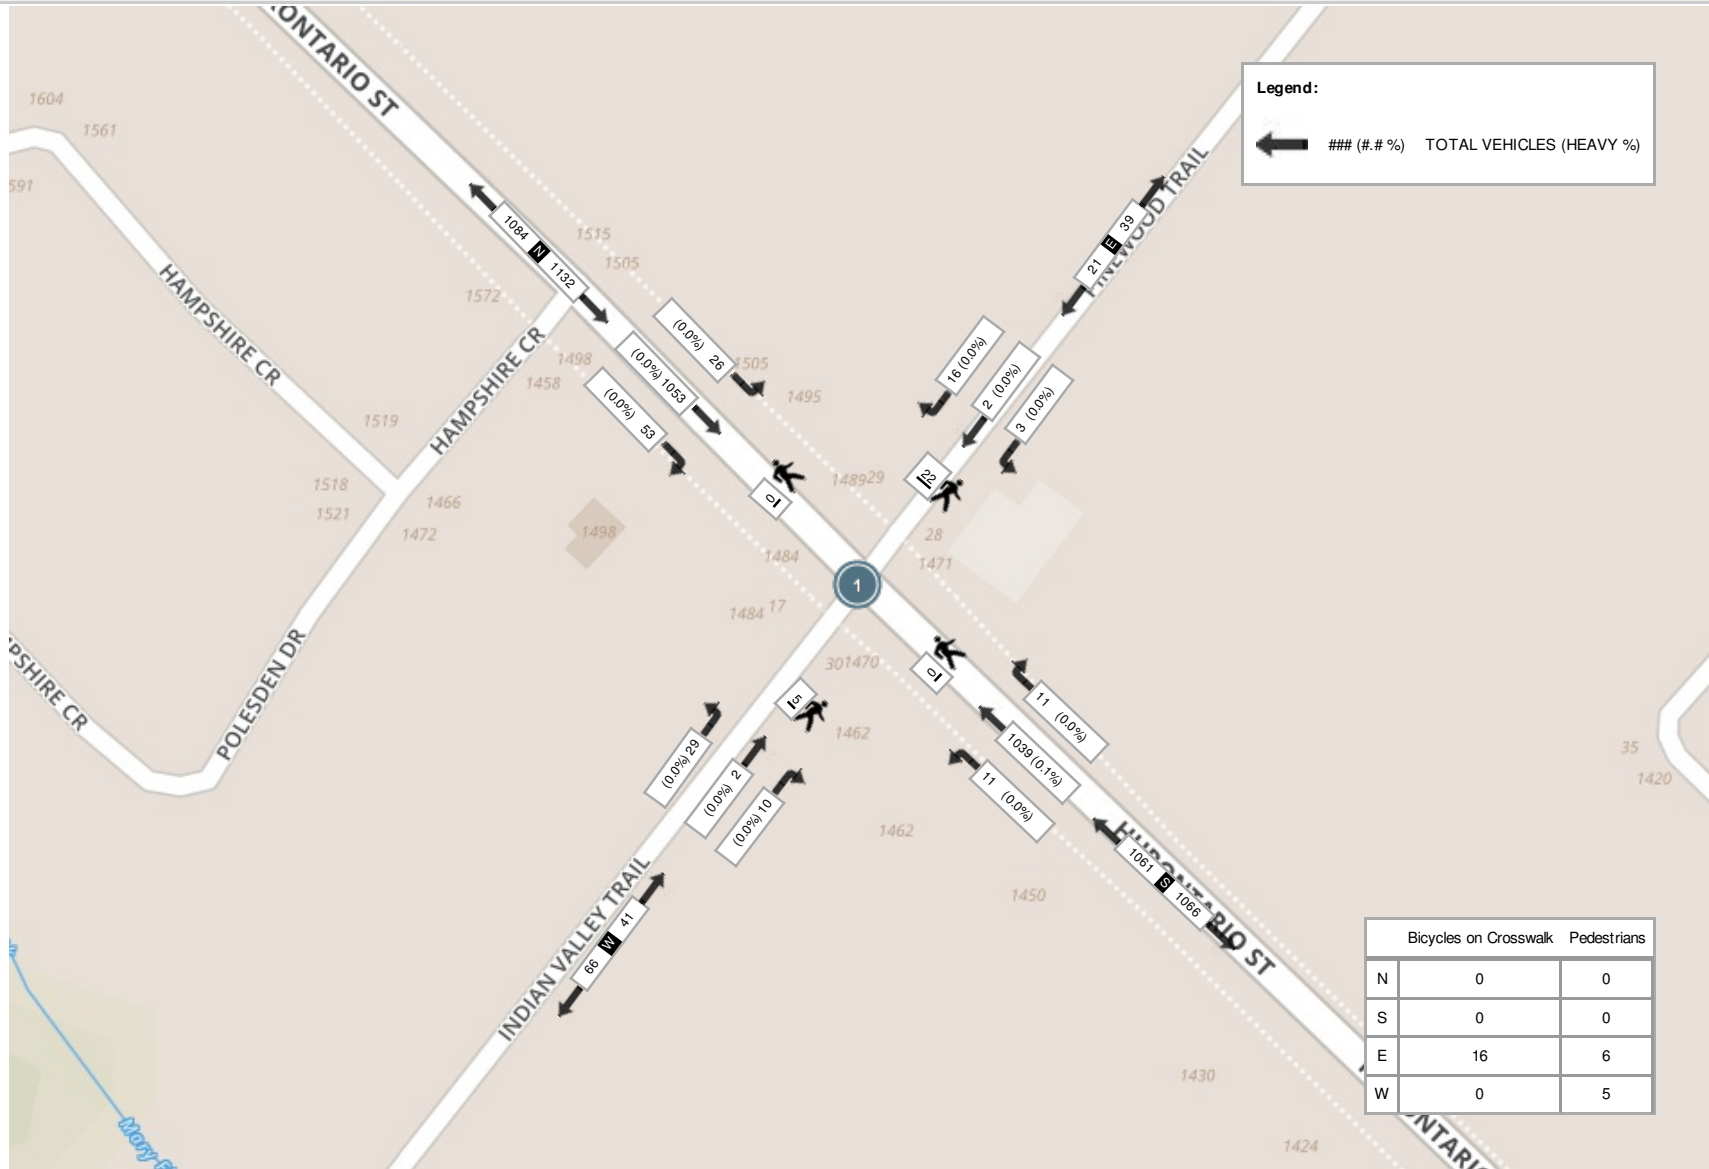 RONTARIO ST
Legend:
### (#.# %) TOTAL VEHICLES (HEAVY %)
1604
1561
591
PINEWOOD TRAIL
1084 N 1132
21 E 39
1515
1505
1572
HAMPSHIRE CR
HAMPSHIRE CR
(0.0%) 26
(0.0%) 1053
(0.0%) 53
16 (0.0%)
2 (0.0%)
3 (0.0%)
1498
1458
1505
1495
1519
1518
1521
1466
1472
1498
1489
29
22
0
28
1471
1484
1
1484
17
30
1470
0
5
1462
11 (0.0%)
1039 (0.1%)
11 (0.0%)
(0.0%) 29
(0.0%) 2
(0.0%) 10
PSHIRE CR
POLESDEN DR
35
1420
1462
1450
HURONTARIO ST
1061 S 1066
INDIAN VALLEY TRAIL
66 W 41
Bicycles on Crosswalk Pedestrians
N 0 0
S 0 0
E 16 6
W 0 5
1430
1424
ONTARIO